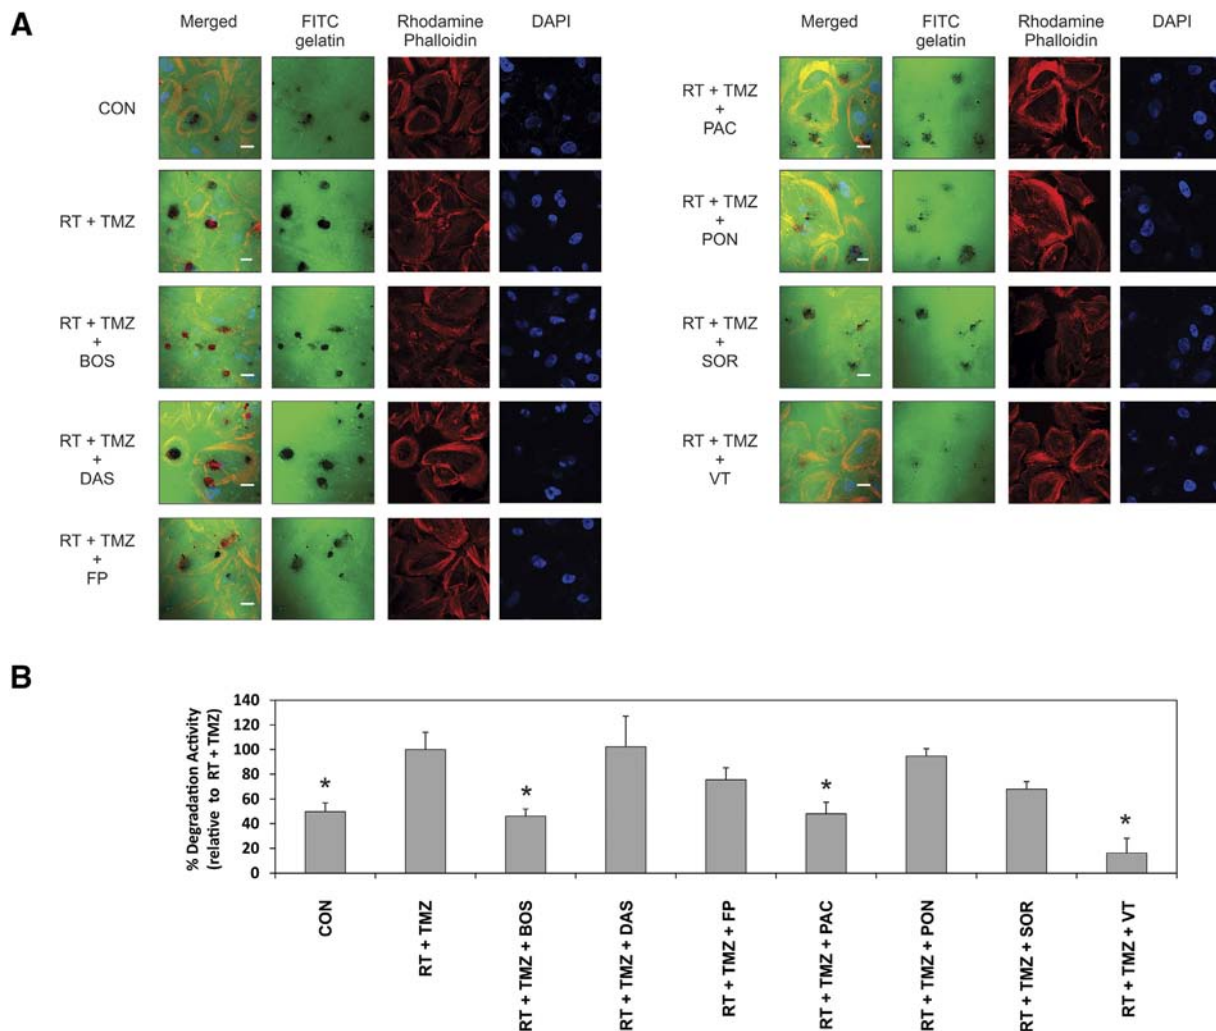 A
Merged FITC gelatin Rhodamine Phalloidin DAPI
CON
RT + TMZ
RT + TMZ
+
BOS
RT + TMZ
+
DAS
RT + TMZ
+
FP
Merged FITC gelatin Rhodamine Phalloidin DAPI
RT + TMZ
+
PAC
RT + TMZ
+
PON
RT + TMZ
+
SOR
RT + TMZ
+
VT
B
% Degradation Activity
(relative to RT + TMZ)
140
120
100
80
60
40
20
0
* * * *
CON
RT + TMZ
RT + TMZ + BOS
RT + TMZ + DAS
RT + TMZ + FP
RT + TMZ + PAC
RT + TMZ + PON
RT + TMZ + SOR
RT + TMZ + VT